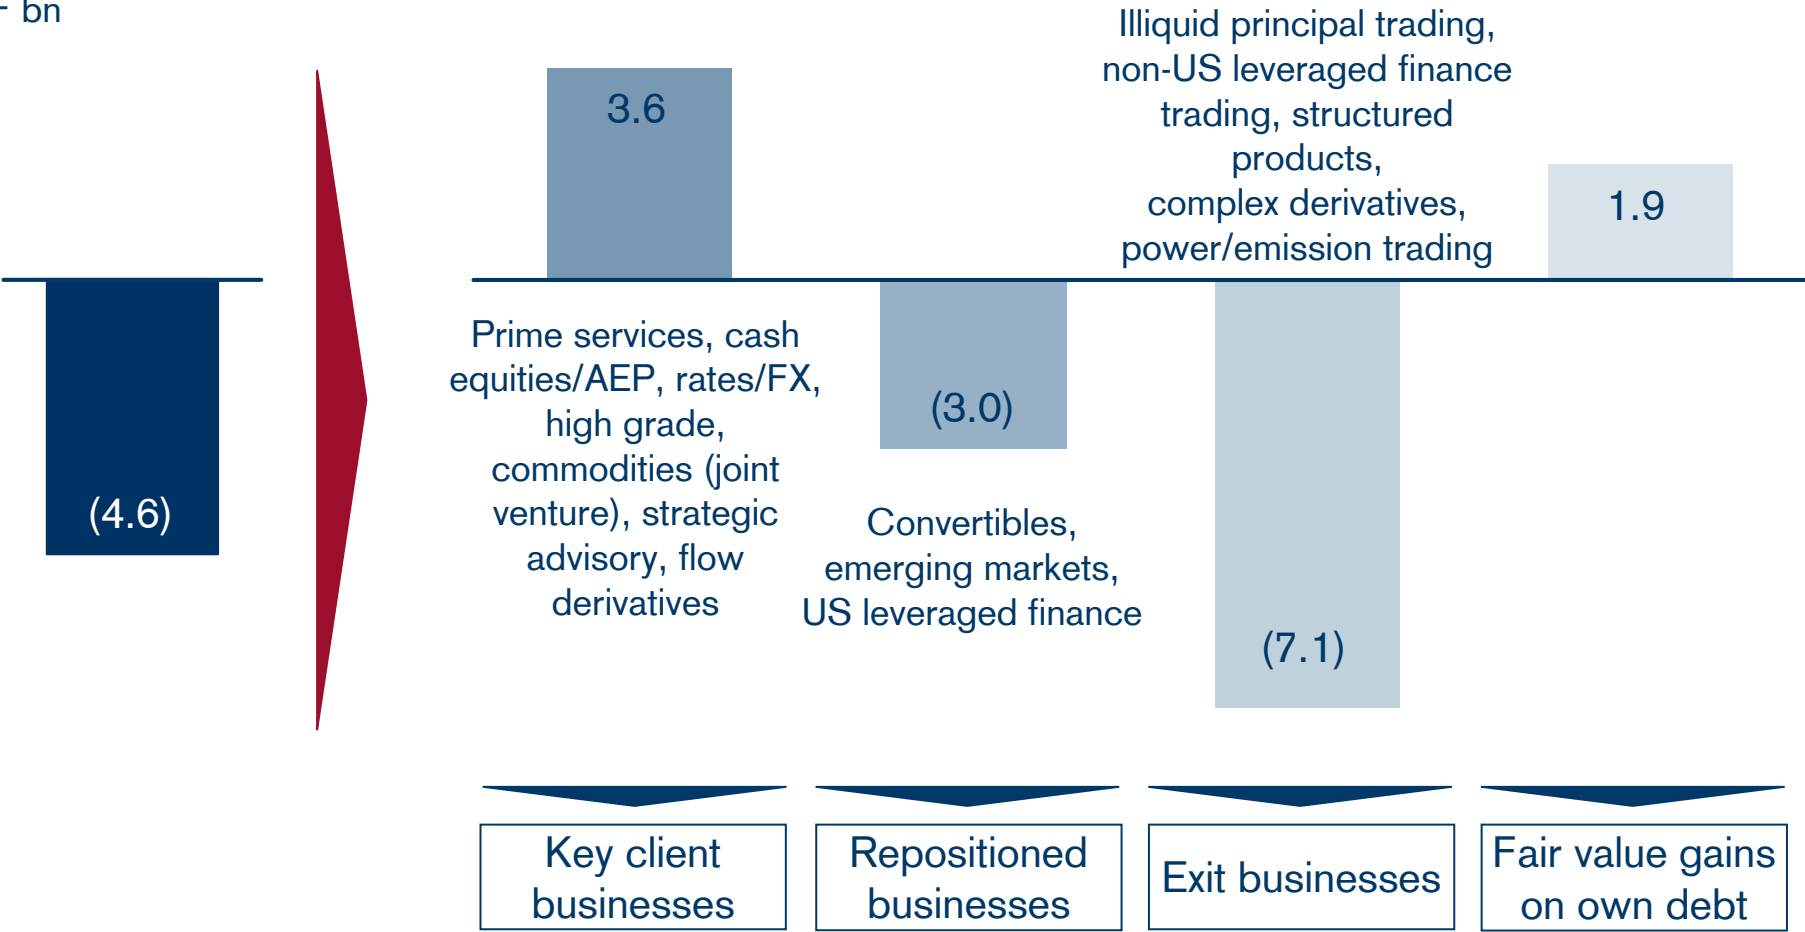 bn
(4.6)
3.6
Prime services, cash
equities/AEP, rates/FX,
high grade,
commodities (joint
venture), strategic
advisory, flow
derivatives
(3.0)
Convertibles,
emerging markets,
US leveraged finance
Illiquid principal trading,
non-US leveraged finance
trading, structured
products,
complex derivatives,
power/emission trading
(7.1)
1.9
Key client
businesses
Repositioned
businesses
Exit businesses
Fair value gains
on own debt